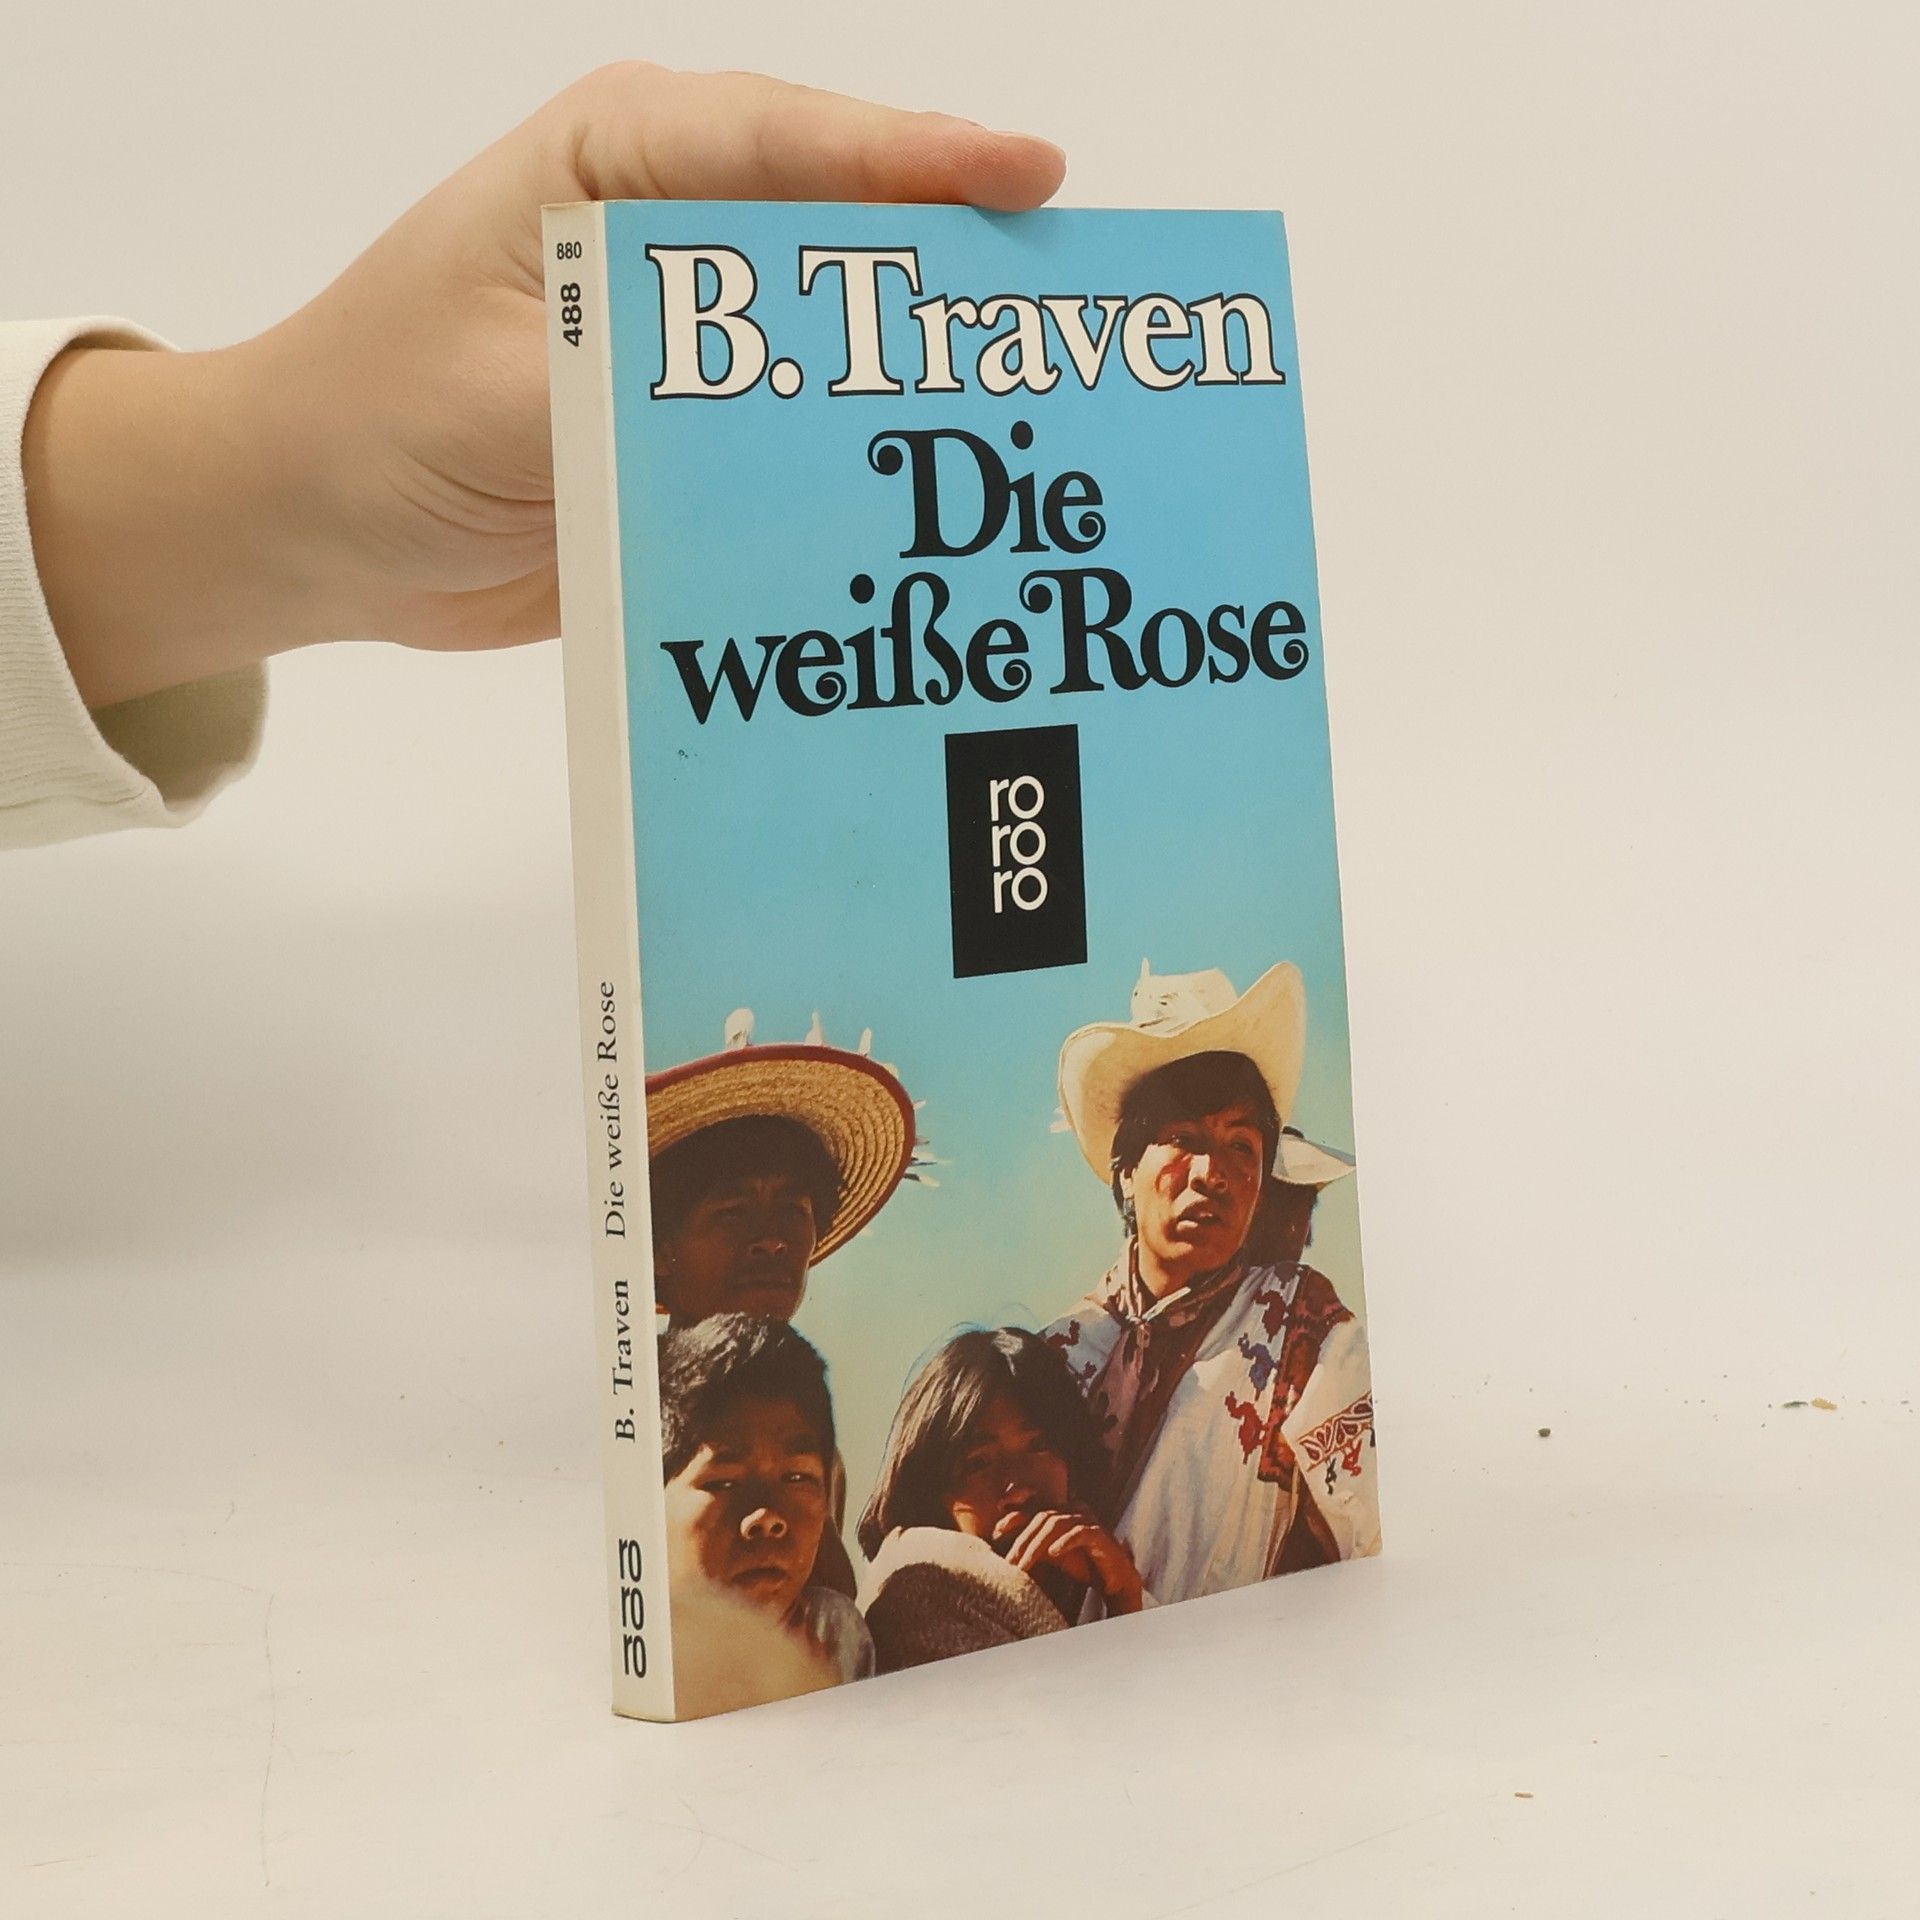 880
488
B. Traven Die weiße Rose
ro
ro
ro
B. Traven
Die
weiße Rose
ro
ro
ro